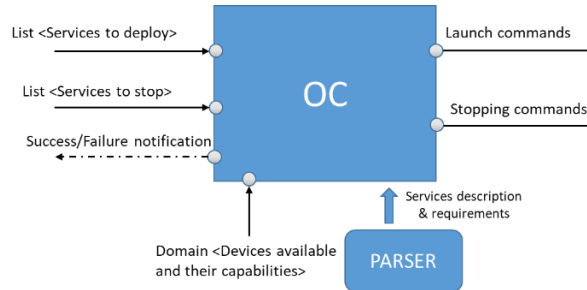 List <Services to deploy>
Launch commands
OC
List <Services to stop>
Stopping commands
Success/Failure notification
Services description
& requirements
Domain <Devices available
and their capabilities>
PARSER